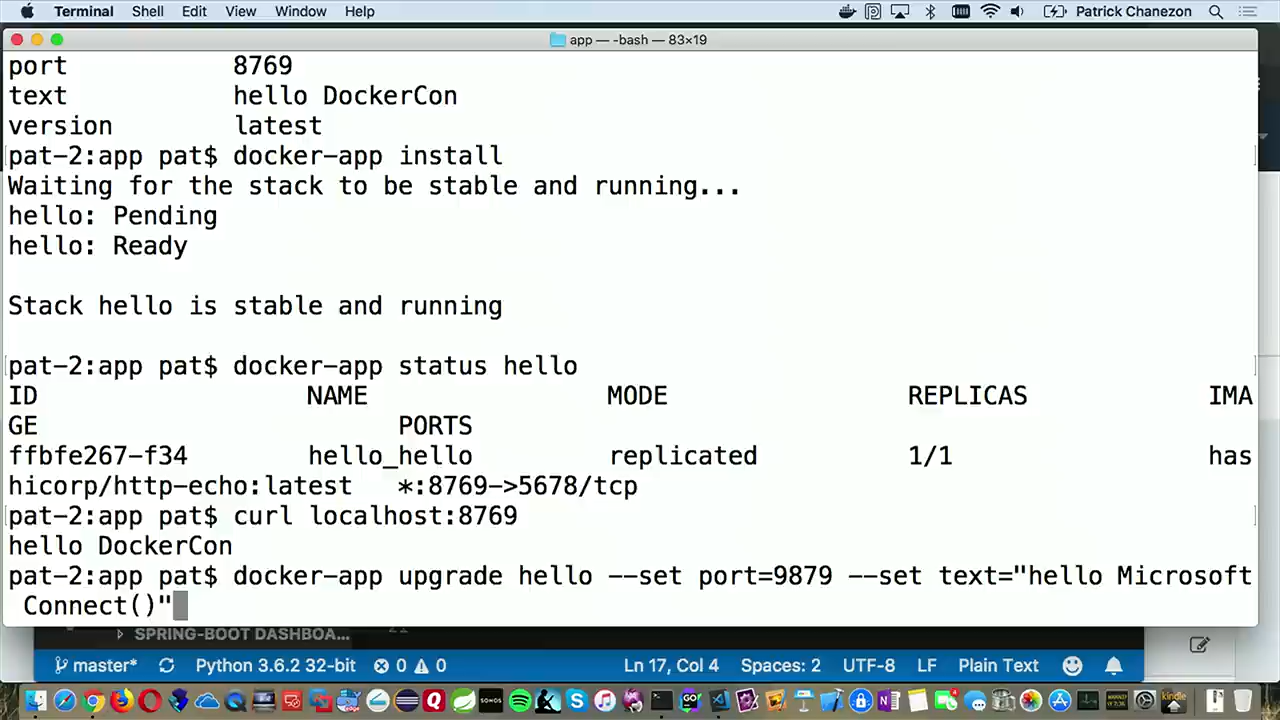 Terminal Shell Edit View Window Help Patrick Chanezon
app — -bash — 83×19
port 8769
text hello DockerCon
version latest
pat-2:app pat$ docker-app install
Waiting for the stack to be stable and running...
hello: Pending
hello: Ready
Stack hello is stable and running
pat-2:app pat$ docker-app status hello
ID NAME MODE REPLICAS IMA
GE PORTS
ffbfe267-f34 hello_hello replicated 1/1 has
hicorp/http-echo:latest *:8769->5678/tcp
pat-2:app pat$ curl localhost:8769
hello DockerCon
pat-2:app pat$ docker-app upgrade hello --set port=9879 --set text="hello Microsoft
Connect()"
SPRING-BOOT DASHBOA...
master* Python 3.6.2 32-bit 0 0 Ln 17, Col 4 Spaces: 2 UTF-8 LF Plain Text
SONOS
kindle